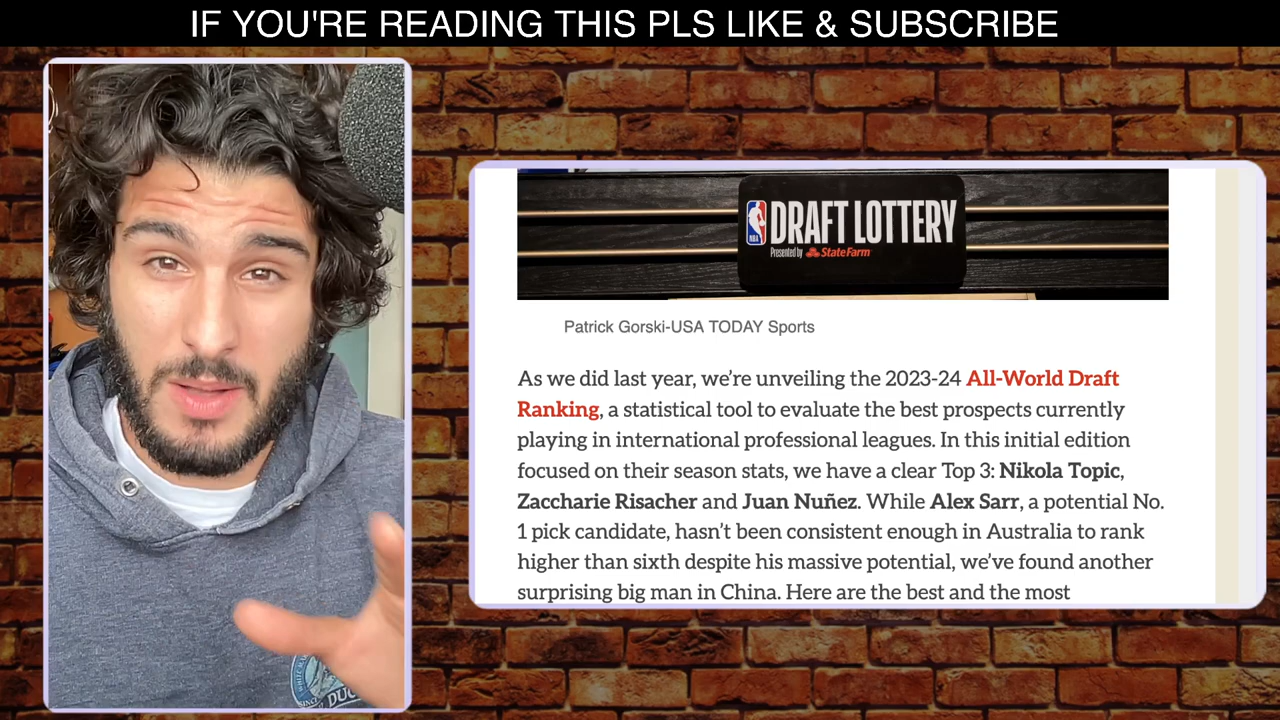 IF YOU'RE READING THIS PLS LIKE & SUBSCRIBE
NBA
DRAFT LOTTERY
Presented by StateFarm
Patrick Gorski-USA TODAY Sports
As we did last year, we’re unveiling the 2023-24 All-World Draft
Ranking, a statistical tool to evaluate the best prospects currently
playing in international professional leagues. In this initial edition
focused on their season stats, we have a clear Top 3: Nikola Topic,
Zaccharie Risacher and Juan Nuñez. While Alex Sarr, a potential No.
1 pick candidate, hasn’t been consistent enough in Australia to rank
higher than sixth despite his massive potential, we’ve found another
surprising big man in China. Here are the best and the most